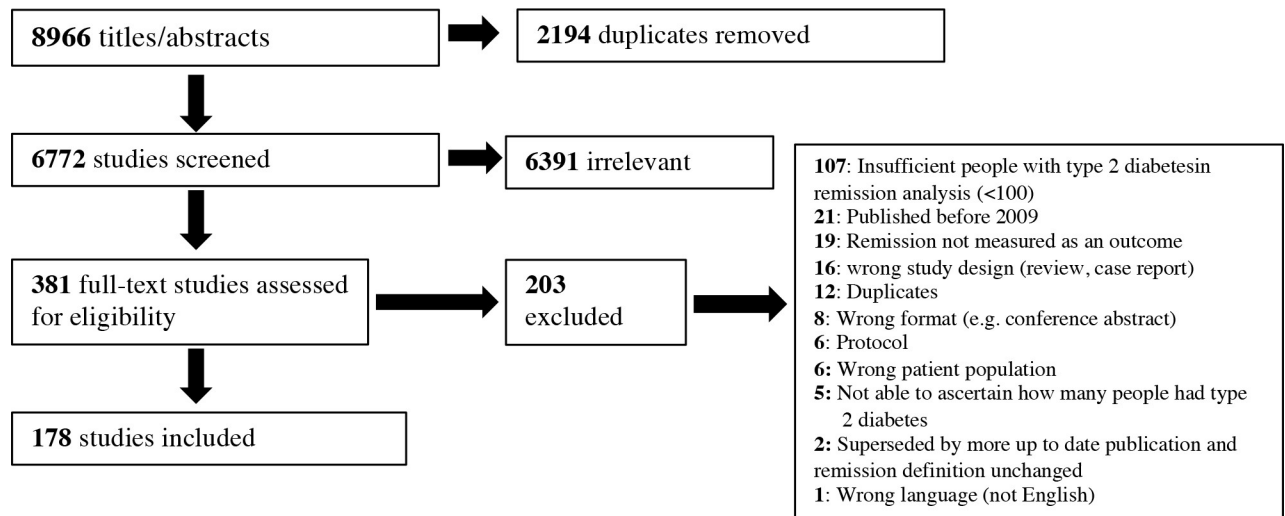 8966 titles/abstracts
2194 duplicates removed
6772 studies screened
6391 irrelevant
381 full-text studies assessed
for eligibility
203
excluded
107: Insufficient people with type 2 diabetesin
remission analysis (<100)
21: Published before 2009
19: Remission not measured as an outcome
16: wrong study design (review, case report)
12: Duplicates
8: Wrong format (e.g. conference abstract)
6: Protocol
6: Wrong patient population
5: Not able to ascertain how many people had type
2 diabetes
2: Superseded by more up to date publication and
remission definition unchanged
1: Wrong language (not English)
178 studies included